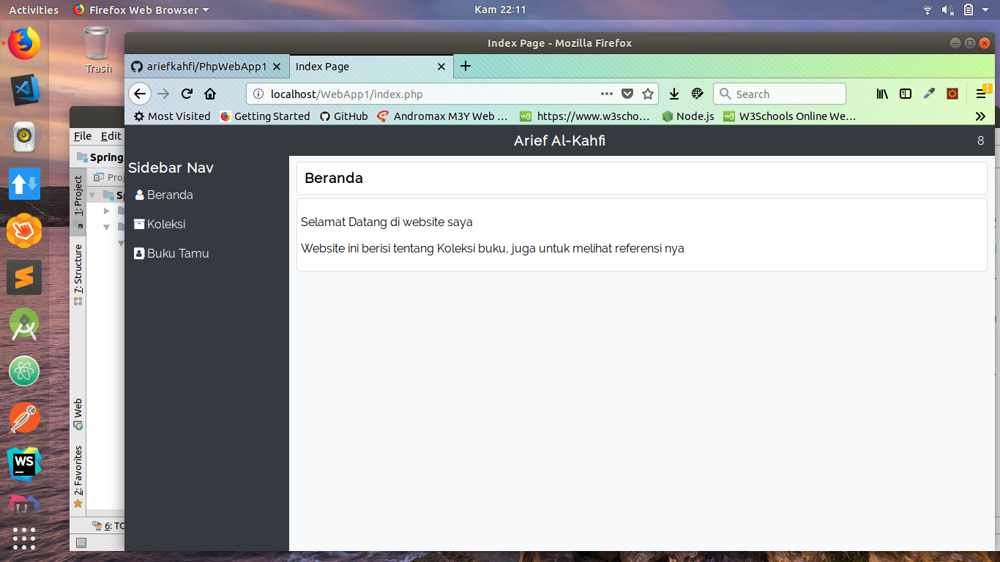 Activities Firefox Web Browser Kam 22:11
Trash
Index Page - Mozilla Firefox
ariefkahfi/PhpWebApp1 Index Page
localhost/WebApp1/index.php Search
Most Visited Getting Started GitHub Andromax M3Y Web ... https://www.w3scho... Node.js W3Schools Online We...
File Edit
Spring
1: Project
7: Structure
Web
2: Favorites
6: TO
WS
Arief Al-Kahfi 8
Sidebar Nav
Beranda
Koleksi
Buku Tamu
Beranda
Selamat Datang di website saya
Website ini berisi tentang Koleksi buku, juga untuk melihat referensi nya